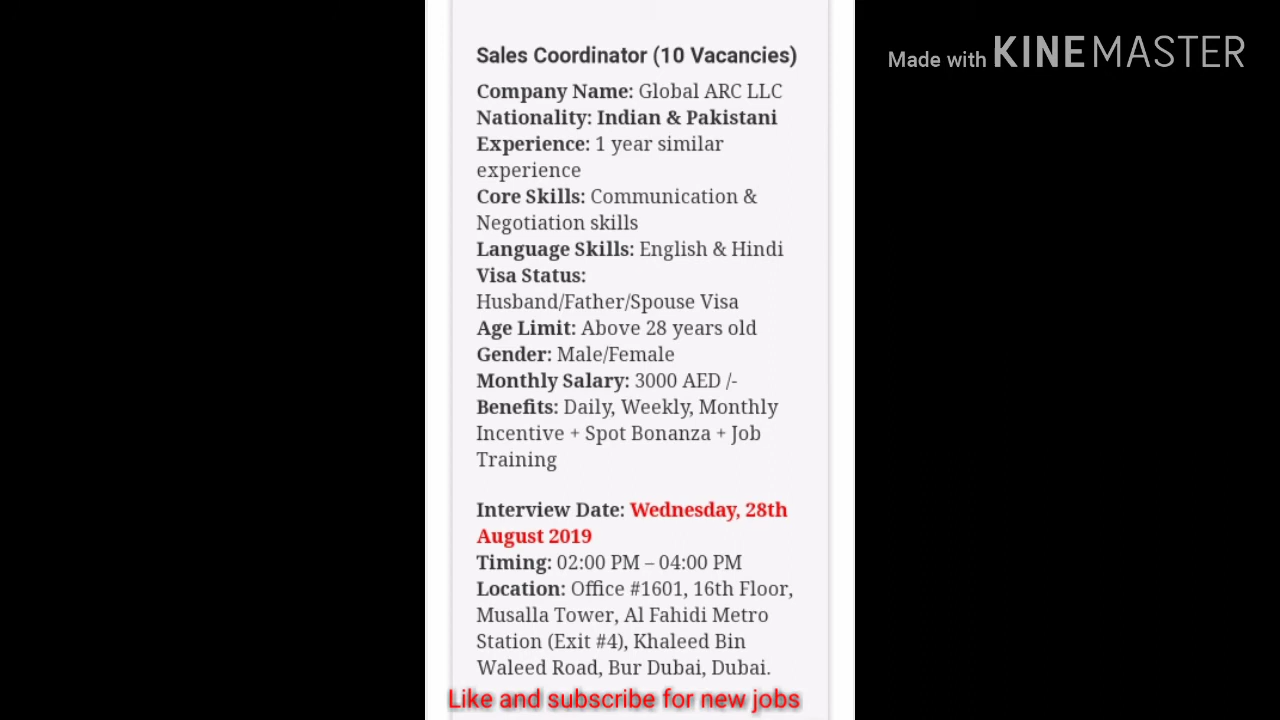 Made with KINEMASTER
Sales Coordinator (10 Vacancies)
Company Name: Global ARC LLC
Nationality: Indian & Pakistani
Experience: 1 year similar
experience
Core Skills: Communication &
Negotiation skills
Language Skills: English & Hindi
Visa Status:
Husband/Father/Spouse Visa
Age Limit: Above 28 years old
Gender: Male/Female
Monthly Salary: 3000 AED /-
Benefits: Daily, Weekly, Monthly
Incentive + Spot Bonanza + Job
Training
Interview Date: Wednesday, 28th
August 2019
Timing: 02:00 PM – 04:00 PM
Location: Office #1601, 16th Floor,
Musalla Tower, Al Fahidi Metro
Station (Exit #4), Khaleed Bin
Waleed Road, Bur Dubai, Dubai.
Like and subscribe for new jobs